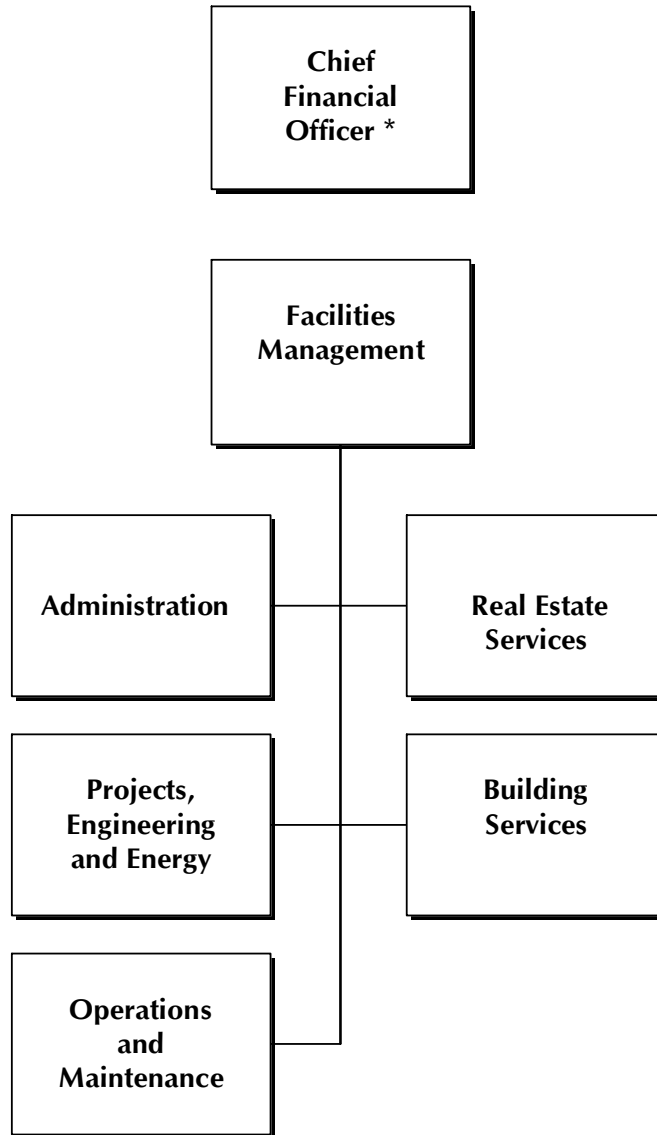 Chief
Financial
Officer *
Facilities
Management
Administration
Real Estate
Services
Projects,
Engineering
and Energy
Building
Services
Operations
and
Maintenance